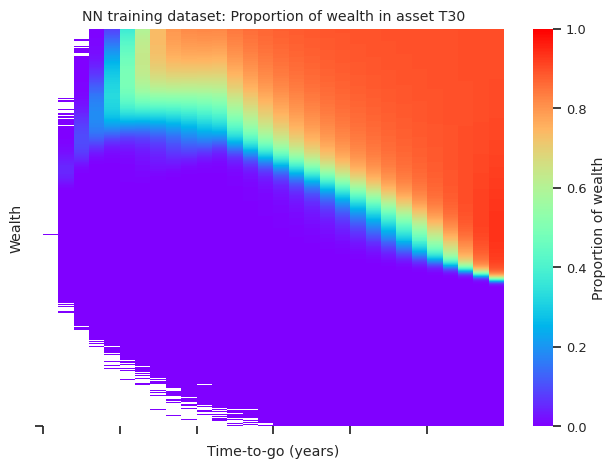 NN training dataset: Proportion of wealth in asset T30
Wealth
Time-to-go (years)
1.0
0.8
0.6
0.4
0.2
0.0
Proportion of wealth